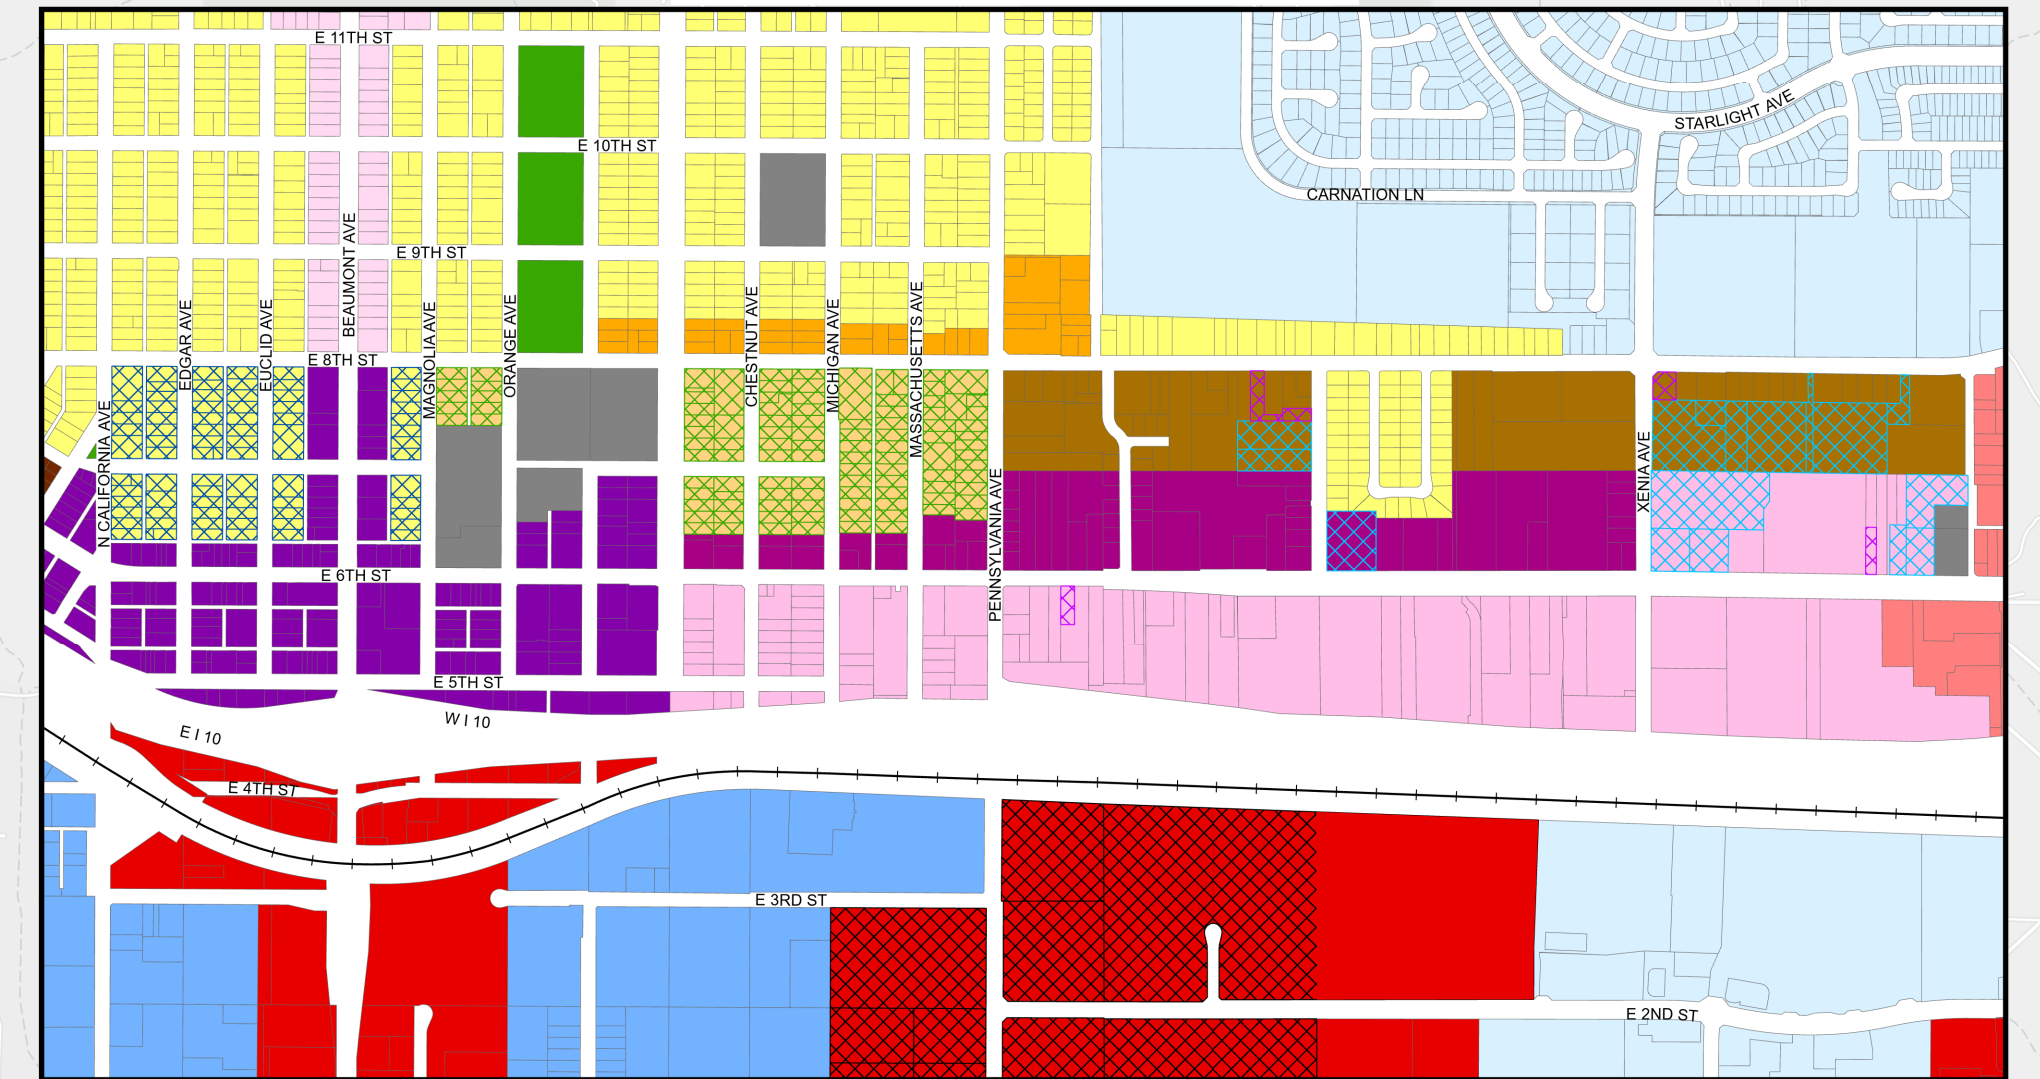 E 11TH ST
STARLIGHT AVE
E 10TH ST
CARNATION LN
BEAUMONT AVE
E 9TH ST
EDGAR AVE
EUCLID AVE
MAGNOLIA AVE
ORANGE AVE
CHESTNUT AVE
MICHIGAN AVE
MASSACHUSETTS AVE
E 8TH ST
N CALIFORNIA AVE
PENNSYLVANIA AVE
XENIA AVE
E 6TH ST
E 5TH ST
W I 10
E I 10
E 4TH ST
E 3RD ST
E 2ND ST